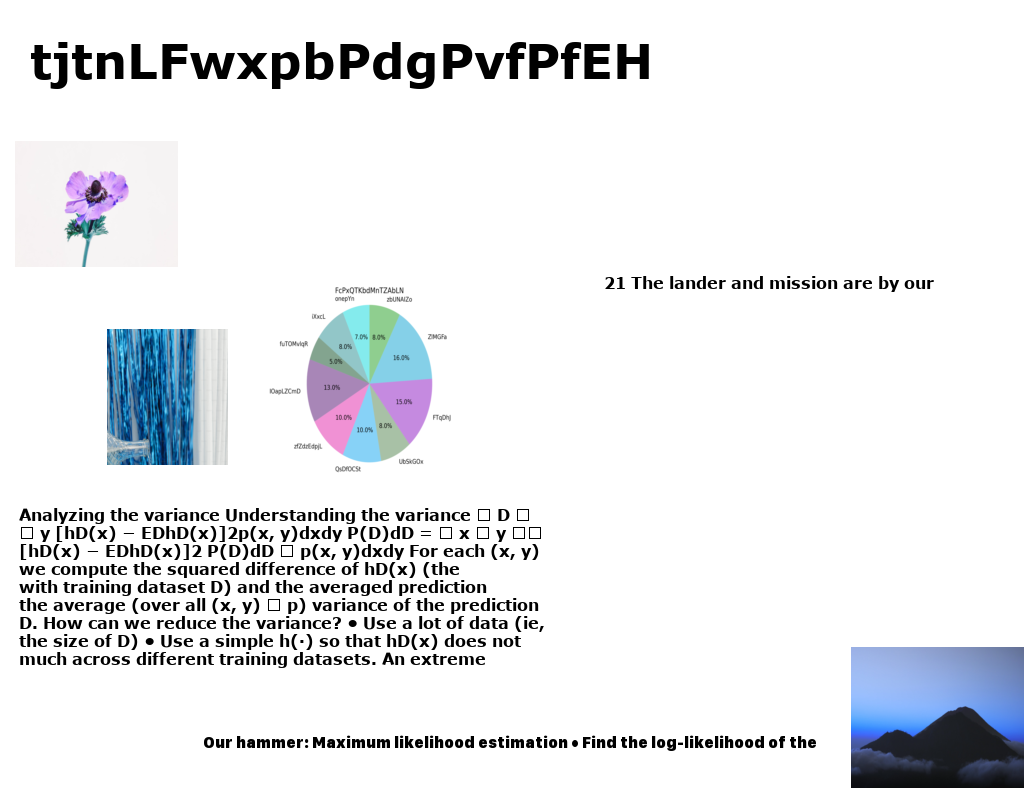 tjtnLFwxpbPdgPvfPfEH
21 The lander and mission are by our
FcPxQTKbdMnTZAbLN
onepYn
zbUNAIZo
iXxcL
ZIMGFa
7.0%
8.0%
8.0%
fuTOMvlqR
16.0%
5.0%
lOapLZCmD
13.0%
15.0%
FTqDhJ
10.0%
8.0%
10.0%
zfZdzEdpjL
UbSkGOx
QsDfOCSt
Analyzing the variance Understanding the variance □ D □
□ y [hD(x) − EDhD(x)]2p(x, y)dxdy P(D)dD = □ x □ y □□
[hD(x) − EDhD(x)]2 P(D)dD □ p(x, y)dxdy For each (x, y)
we compute the squared difference of hD(x) (the
with training dataset D) and the averaged prediction
the average (over all (x, y) □ p) variance of the prediction
D. How can we reduce the variance? • Use a lot of data (ie,
the size of D) • Use a simple h(·) so that hD(x) does not
much across different training datasets. An extreme
Our hammer: Maximum likelihood estimation • Find the log-likelihood of the